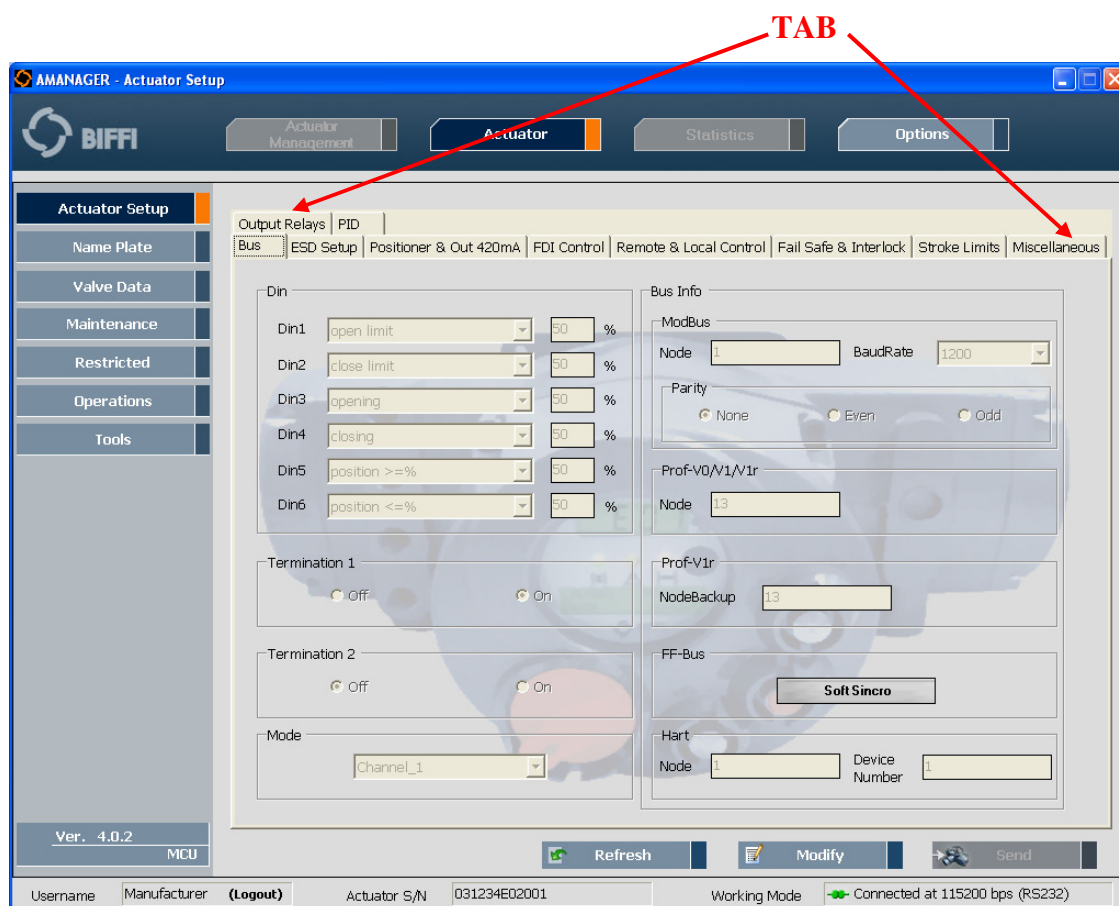 TAB
AMANAGER - Actuator Setup
BIFFI
Actuator Management
Actuator
Statistics
Options
Actuator Setup
Name Plate
Valve Data
Maintenance
Restricted
Operations
Tools
Output Relays PID
Bus ESD Setup Positioner & Out 420mA FDI Control Remote & Local Control Fail Safe & Interlock Stroke Limits Miscellaneous
Din
Din1 open limit 50 %
Din2 close limit 50 %
Din3 opening 50 %
Din4 closing 50 %
Din5 position >=% 50 %
Din6 position <=% 50 %
Termination 1
Off On
Termination 2
Off On
Mode
Channel_1
Bus Info
ModBus
Node 1 BaudRate 1200
Parity
None Even Odd
Prof-V0/V1/V1r
Node 13
Prof-V1r
NodeBackup 13
FF-Bus
Soft Sincro
Hart
Node 1 Device Number 1
Ver. 4.0.2
MCU
Refresh Modify Send
Username Manufacturer (Logout) Actuator S/N 031234E02001 Working Mode Connected at 115200 bps (RS232)